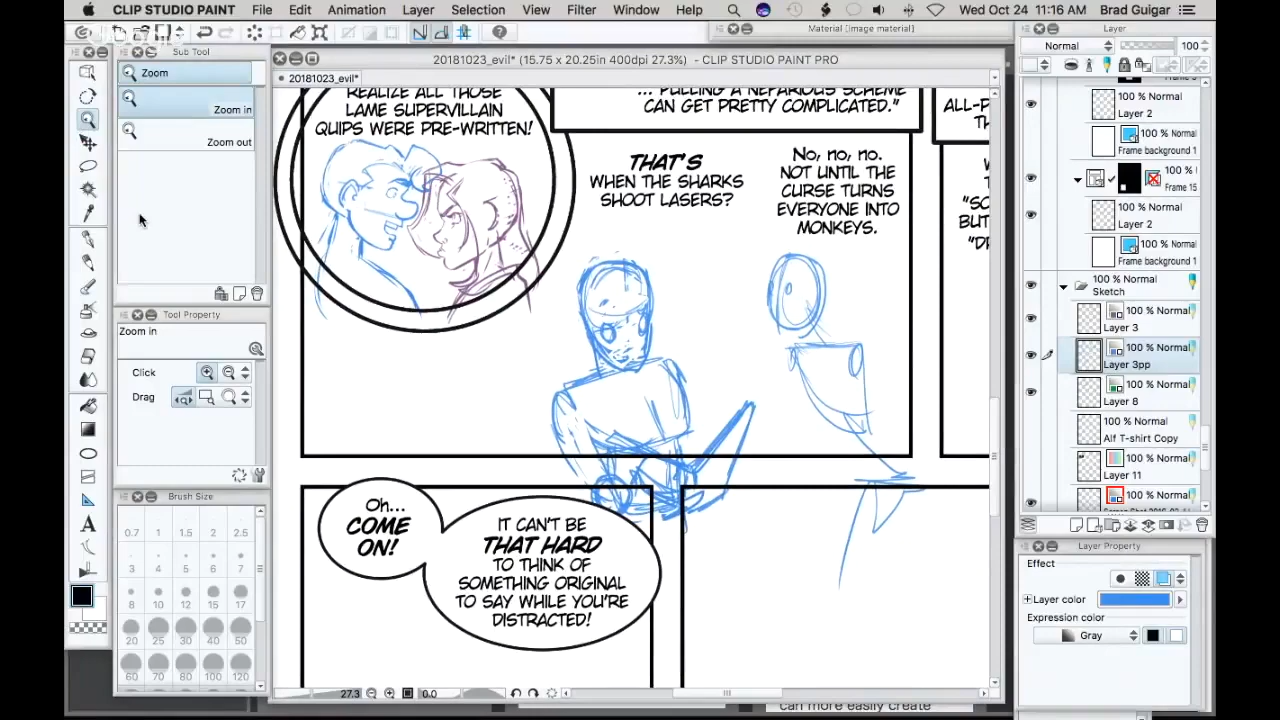 CLIP STUDIO PAINT File Edit Animation Layer Selection View Filter Window Help Wed Oct 24 11:16 AM Brad Guigar
Material [Image material]
Layer
Sub Tool
20181023_evil* (15.75 x 20.25in 400dpi 27.3%) - CLIP STUDIO PAINT PRO
Normal 100
Zoom
20181023_evil*
Zoom in
Zoom out
REALIZE ALL THOSE
LAME SUPERVILLAIN
QUIPS WERE PRE-WRITTEN!
... PULLING A NEFARIOUS SCHEME
CAN GET PRETTY COMPLICATED."
THAT'S
WHEN THE SHARKS
SHOOT LASERS?
No, no, no.
NOT UNTIL THE
CURSE TURNS
EVERYONE INTO
MONKEYS.
Oh...
COME
ON!
IT CAN'T BE
THAT HARD
TO THINK OF
SOMETHING ORIGINAL
TO SAY WHILE YOU'RE
DISTRACTED!
Tool Property
Zoom in
Click
Drag
Brush Size
0.7 1 1.5 2 2.5
3 4 5 6 7
8 10 12 15 17
20 25 30 40 50
60 70 80 100 120
27.3 0.0
100 % Normal
Layer 2
100 % Normal
Frame background 1
100 %
Frame 15
100 % Normal
Layer 2
100 % Normal
Frame background 1
100 % Normal
Sketch
100 % Normal
Layer 3
100 % Normal
Layer 3pp
100 % Normal
Layer 8
100 % Normal
Alf T-shirt Copy
100 % Normal
Layer 11
100 % Normal
Layer Property
Effect
Layer color
Expression color
Gray
can more easily create